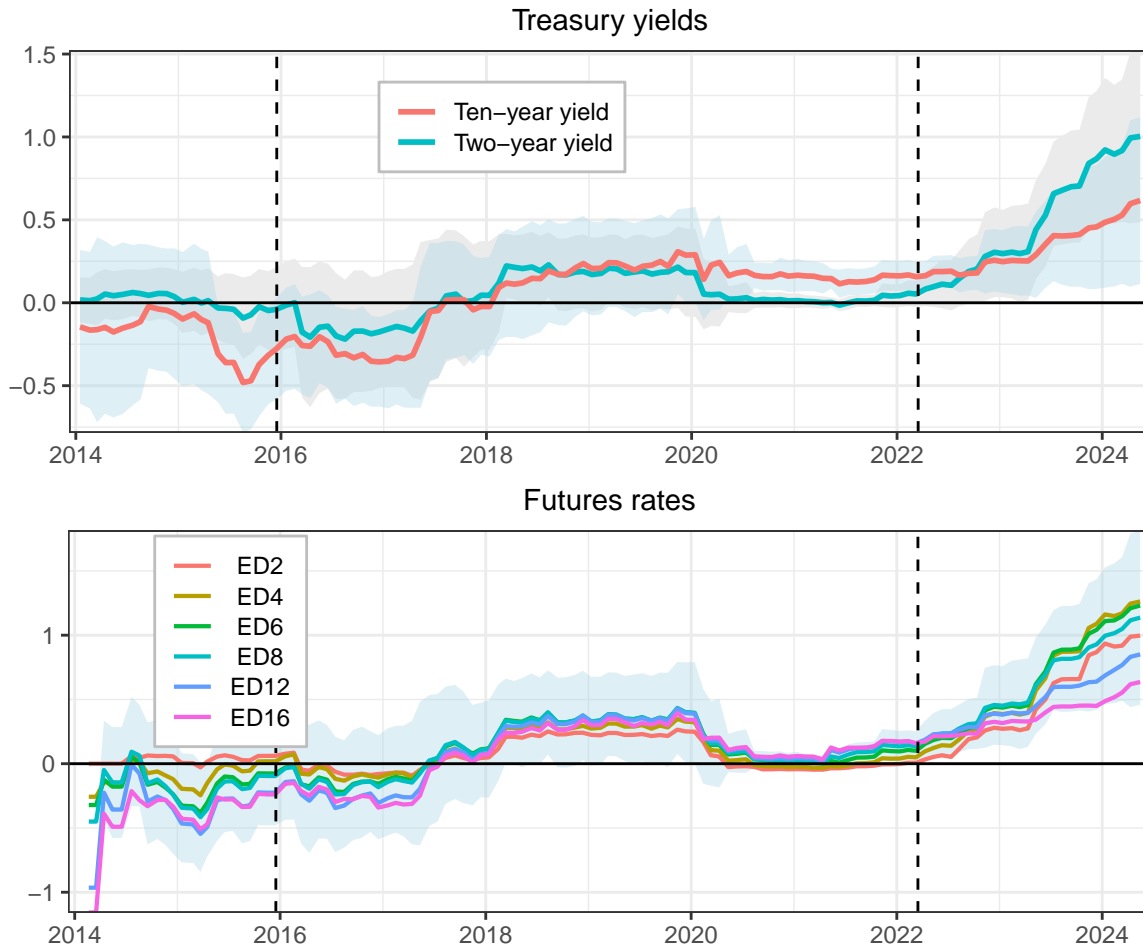 Treasury yields
1.5
1.0
0.5
0.0
−0.5
Ten−year yield
Two−year yield
2014 2016 2018 2020 2022 2024
Futures rates
1
0
−1
ED2
ED4
ED6
ED8
ED12
ED16
2014 2016 2018 2020 2022 2024